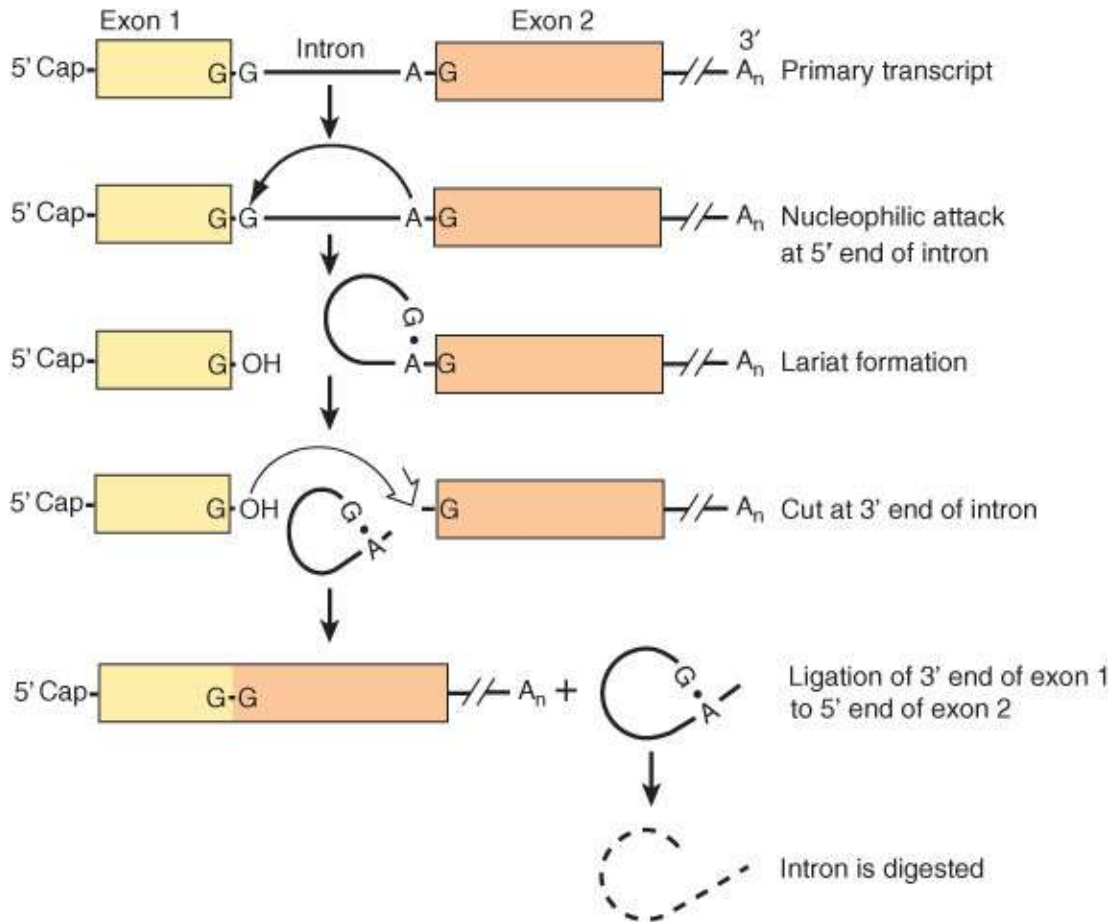 Exon 1
Intron
Exon 2
5' Cap G-G A-G 3' An Primary transcript
5' Cap G-G A-G An Nucleophilic attack
at 5' end of intron
5' Cap G-OH G • A-G An Lariat formation
5' Cap G-OH G • A G An Cut at 3' end of intron
5' Cap G-G An + G • A Ligation of 3' end of exon 1
to 5' end of exon 2
Intron is digested